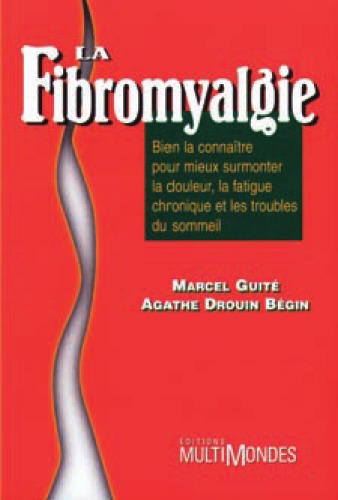 LA
Fibromyalgie
Bien la connaître
pour mieux surmonter
la douleur, la fatigue
chronique et les troubles
du sommeil
MARCEL GUITÉ
AGATHE DROUIN BÉGIN
ÉDITIONS
MULTIMONDES